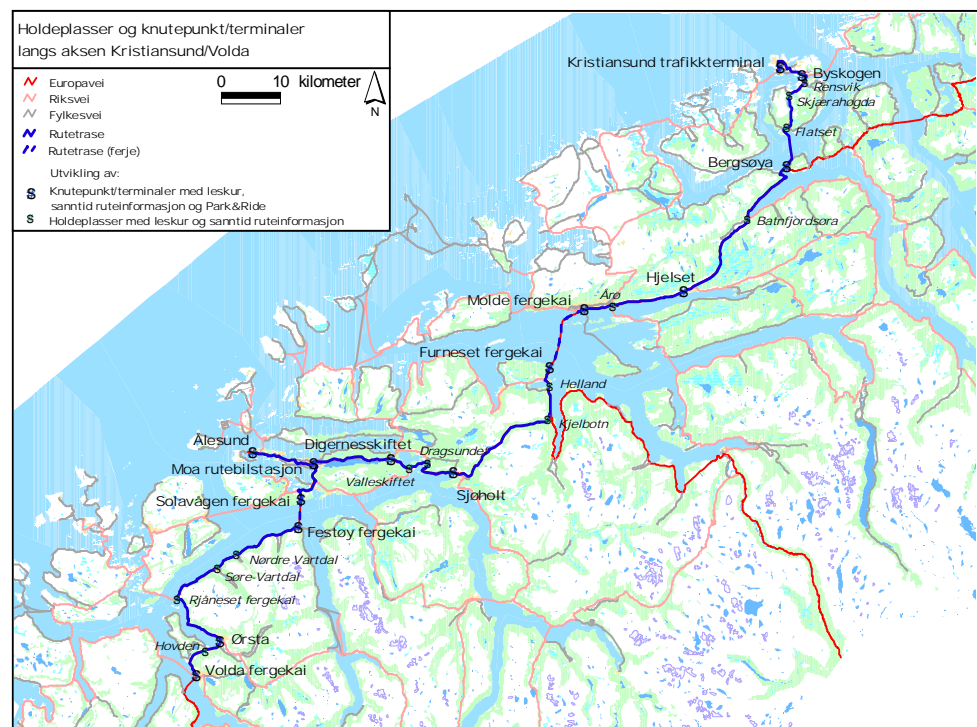 Holdeplasser og knutepunkt/terminaler
langs aksen Kristiansund/Volda
Europavei
Riksvei
Fylkesvei
Rutetrase
Rutetrase (ferje)
0 10 kilometer
N
Utvikling av:
Knutepunkt/terminaler med leskur,
sanntid ruteinformasjon og Park&Ride
Holdeplasser med leskur og sanntid ruteinformasjon
Kristiansund trafikkterminal
Byskogen
Rensvik
Skjærahøgda
Flatset
Bergsøya
Batnfjordsøra
Hjelset
Årø
Molde fergekai
Furneset fergekai
Helland
Kjelbotn
Ålesund
Digernesskiftet
Dragsundet
Moa rutebilstasjon
Valleskiftet
Sjøholt
Solavågen fergekai
Festøy fergekai
Nørdre Vartdal
Søre-Vartdal
Rjåneset fergekai
Ørsta
Hovden
Volda fergekai